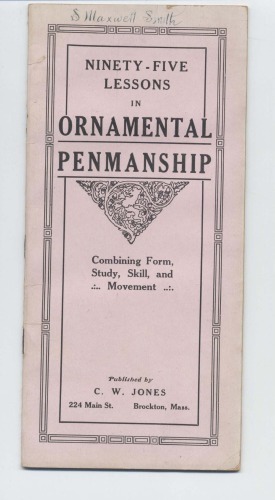 S Maxwell Smith
NINETY-FIVE
LESSONS
IN
ORNAMENTAL
PENMANSHIP
Combining Form,
Study, Skill, and
.:.. Movement ..:.
Published by
C. W. JONES
224 Main St. Brockton, Mass.